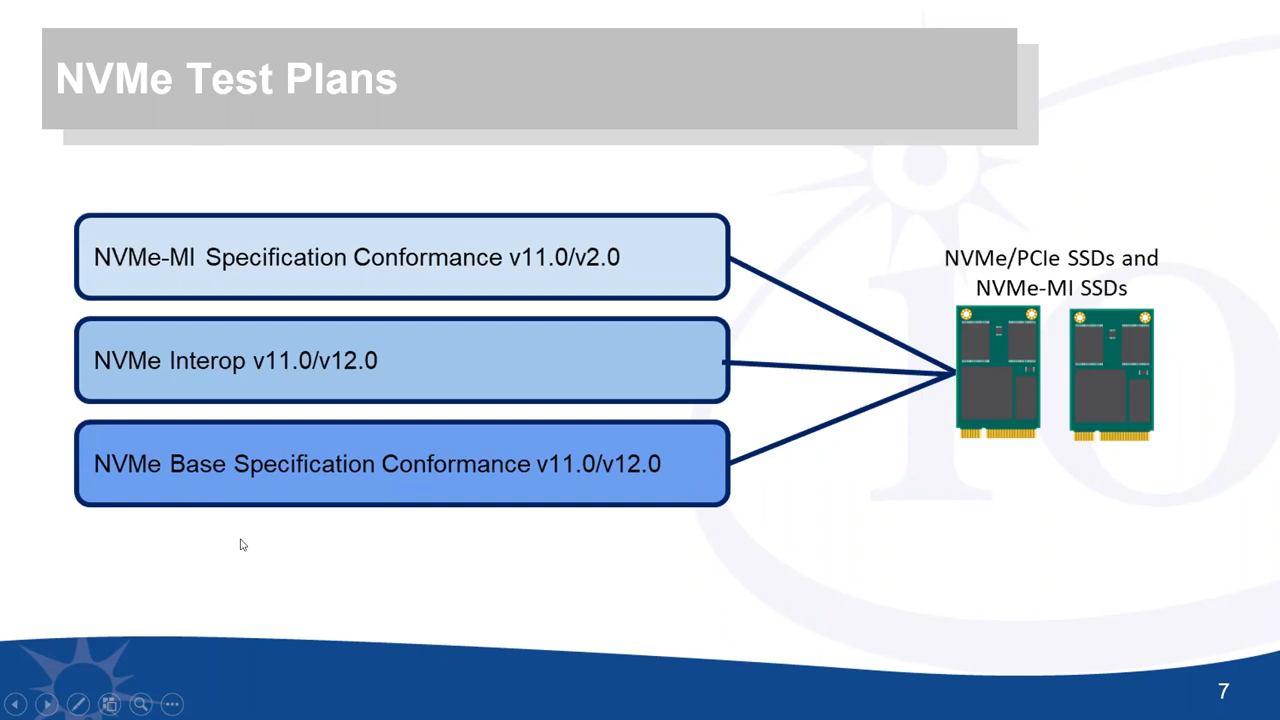 NVMe Test Plans
NVMe-MI Specification Conformance v11.0/v2.0
NVMe Interop v11.0/v12.0
NVMe Base Specification Conformance v11.0/v12.0
NVMe/PCIe SSDs and
NVMe-MI SSDs
7